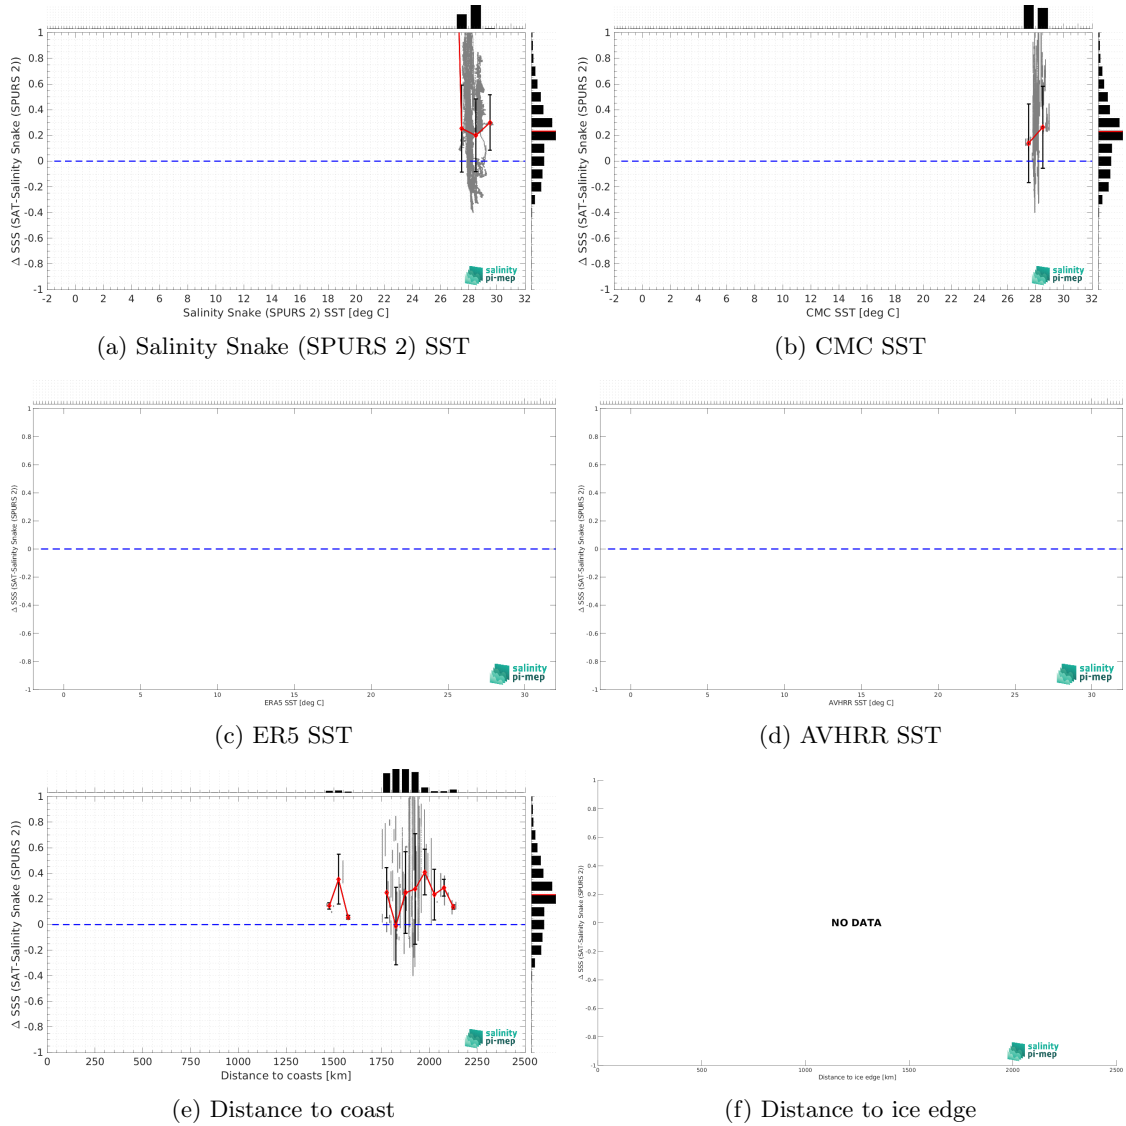 1
0.8
0.6
0.4
0.2
0
-0.2
-0.4
-0.6
-0.8
-1
Δ SSS (SAT-Salinity Snake (SPURS 2))
-2 0 2 4 6 8 10 12 14 16 18 20 22 24 26 28 30 32
Salinity Snake (SPURS 2) SST [deg C]
salinity
pi-mep
(a) Salinity Snake (SPURS 2) SST
1
0.8
0.6
0.4
0.2
0
-0.2
-0.4
-0.6
-0.8
-1
Δ SSS (SAT-Salinity Snake (SPURS 2))
-2 0 2 4 6 8 10 12 14 16 18 20 22 24 26 28 30 32
CMC SST [deg C]
salinity
pi-mep
(b) CMC SST
1
0.8
0.6
0.4
0.2
0
-0.2
-0.4
-0.6
-0.8
-1
Δ SSS (SAT-Salinity Snake (SPURS 2))
0 5 10 15 20 25 30
ERA5 SST [deg C]
salinity
pi-mep
(c) ER5 SST
1
0.8
0.6
0.4
0.2
0
-0.2
-0.4
-0.6
-0.8
-1
Δ SSS (SAT-Salinity Snake (SPURS 2))
0 5 10 15 20 25 30
AVHRR SST [deg C]
salinity
pi-mep
(d) AVHRR SST
1
0.8
0.6
0.4
0.2
0
-0.2
-0.4
-0.6
-0.8
-1
Δ SSS (SAT-Salinity Snake (SPURS 2))
0 250 500 750 1000 1250 1500 1750 2000 2250 2500
Distance to coasts [km]
salinity
pi-mep
(e) Distance to coast
1
0.8
0.6
0.4
0.2
0
-0.2
-0.4
-0.6
-0.8
-1
Δ SSS (SAT-Salinity Snake (SPURS 2))
NO DATA
0 500 1000 1500 2000 2500
Distance to ice edge [km]
salinity
pi-mep
(f) Distance to ice edge